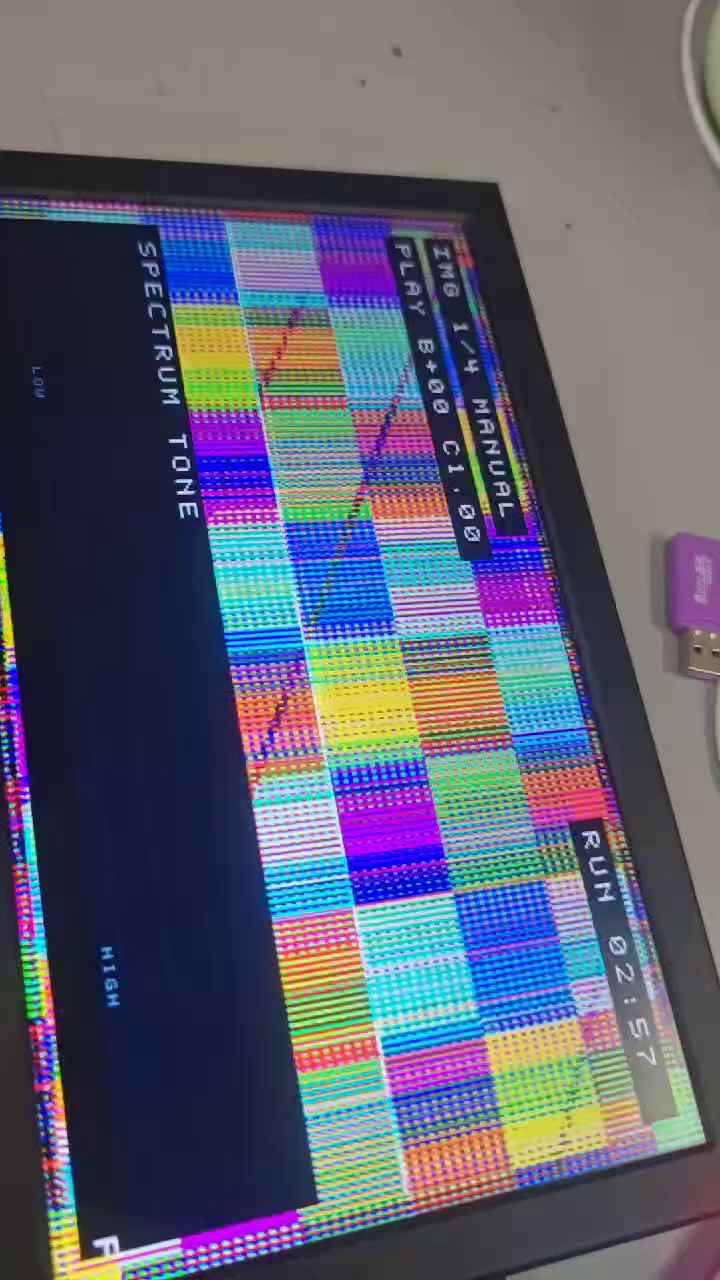 IMG 1/4 MANUAL
PLAY B+00 C1.00
RUN 02:57
SPECTRUM TONE
LOW
HIGH